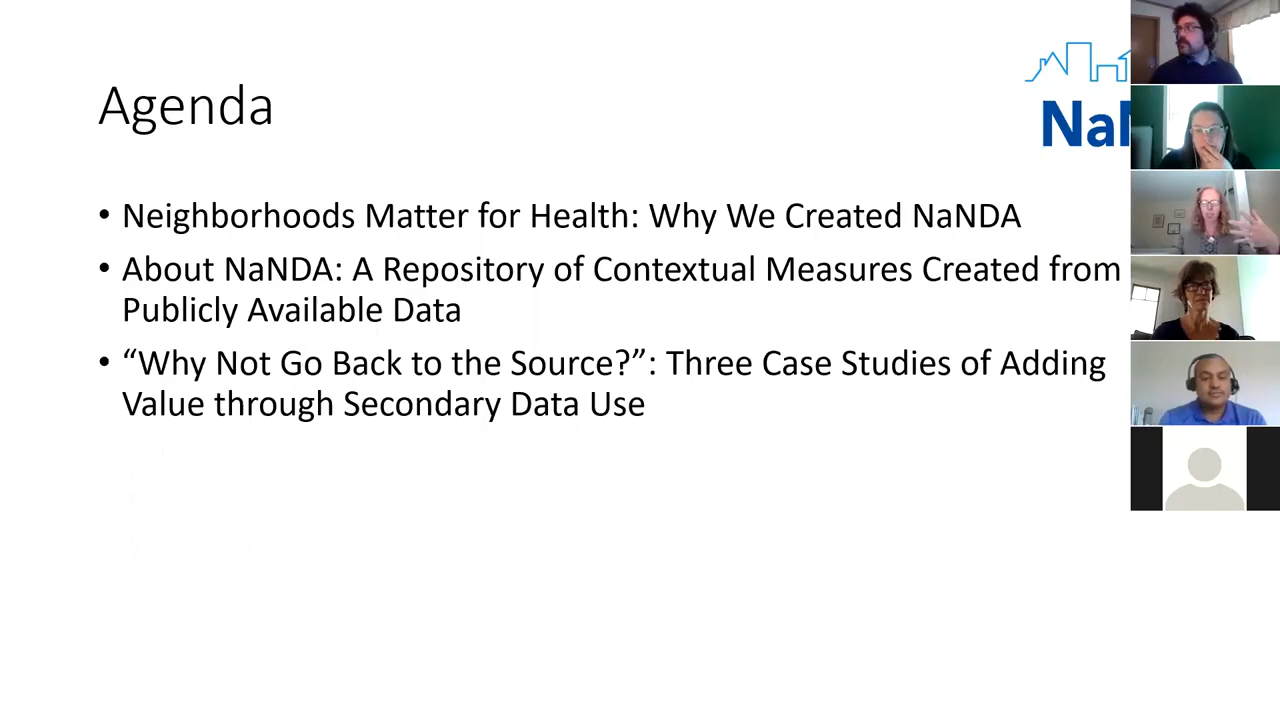 Agenda
NaN
• Neighborhoods Matter for Health: Why We Created NaNDA
• About NaNDA: A Repository of Contextual Measures Created from
Publicly Available Data
• “Why Not Go Back to the Source?”: Three Case Studies of Adding
Value through Secondary Data Use